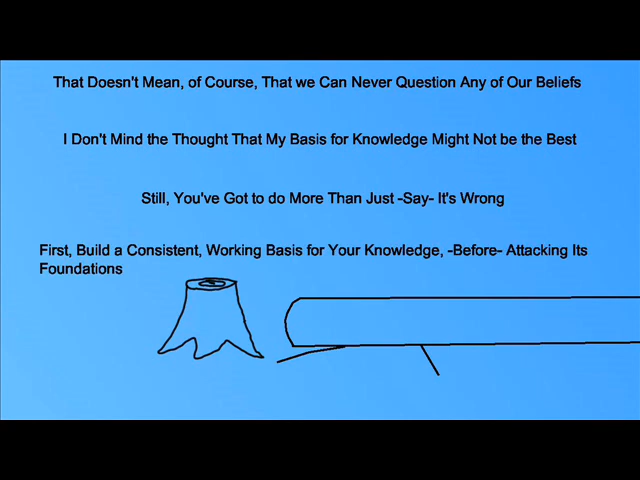 That Doesn't Mean, of Course, That we Can Never Question Any of Our Beliefs
I Don't Mind the Thought That My Basis for Knowledge Might Not be the Best
Still, You've Got to do More Than Just -Say- It's Wrong
First, Build a Consistent, Working Basis for Your Knowledge, -Before- Attacking Its
Foundations